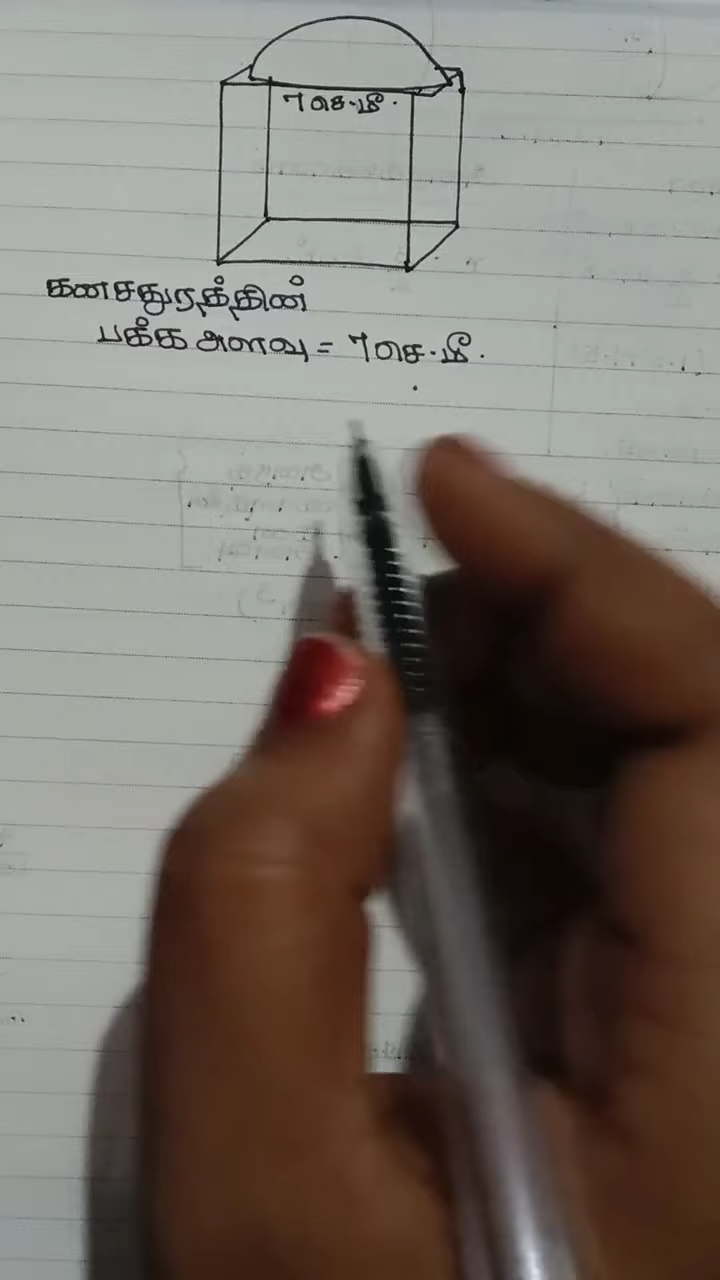 7 செ.மீ.
கனசதுரத்தின்
பக்க அளவு = 7 செ.மீ.